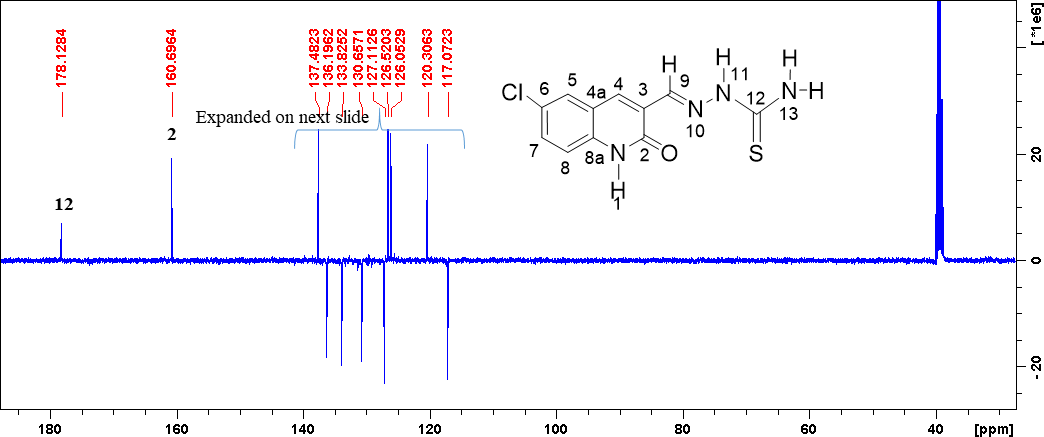 178.1284
160.6964
137.4823
136.1962
133.8252
130.6571
127.1126
126.5203
126.0529
120.3063
117.0723
[ *1e6]
Expanded on next slide
2
12
H
H
H
11
5
4
9
Cl
6
4a
3
N
12
N
H
N
13
10
7
8a
2
O
S
8
N
H
1
20
0
-20
180
160
140
120
100
80
60
40
[ppm]